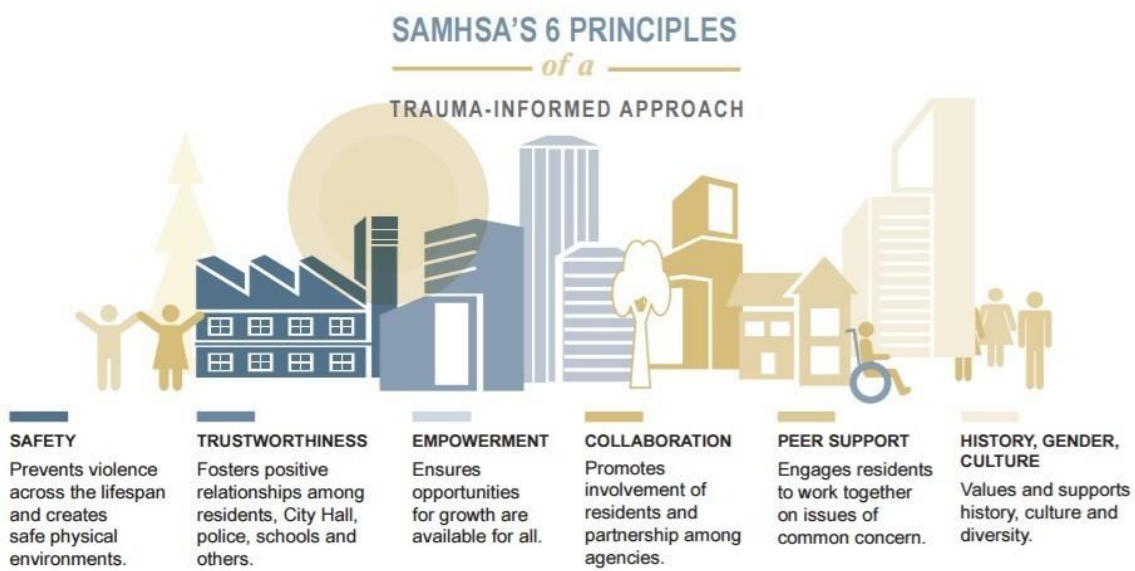 SAMHSA'S 6 PRINCIPLES
of a
TRAUMA-INFORMED APPROACH
SAFETY
Prevents violence
across the lifespan
and creates
safe physical
environments.
TRUSTWORTHINESS
Fosters positive
relationships among
residents, City Hall,
police, schools and
others.
EMPOWERMENT
Ensures
opportunities
for growth are
available for all.
COLLABORATION
Promotes
involvement of
residents and
partnership among
agencies.
PEER SUPPORT
Engages residents
to work together
on issues of
common concern.
HISTORY, GENDER,
CULTURE
Values and supports
history, culture and
diversity.